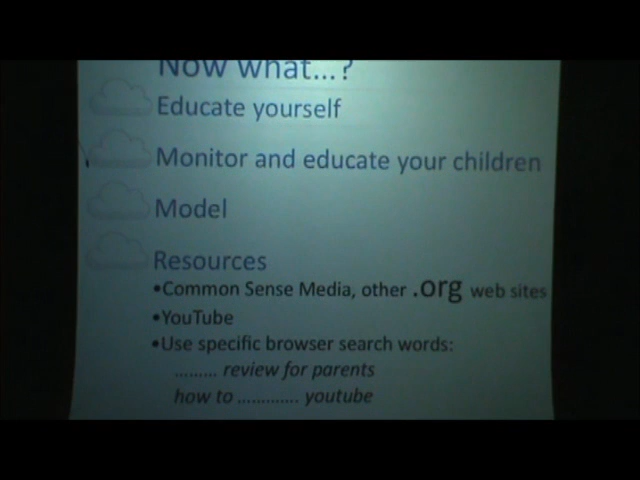 Now what...?
Educate yourself
Monitor and educate your children
Model
Resources
•Common Sense Media, other .org web sites
•YouTube
•Use specific browser search words:
......... review for parents
how to ............. youtube